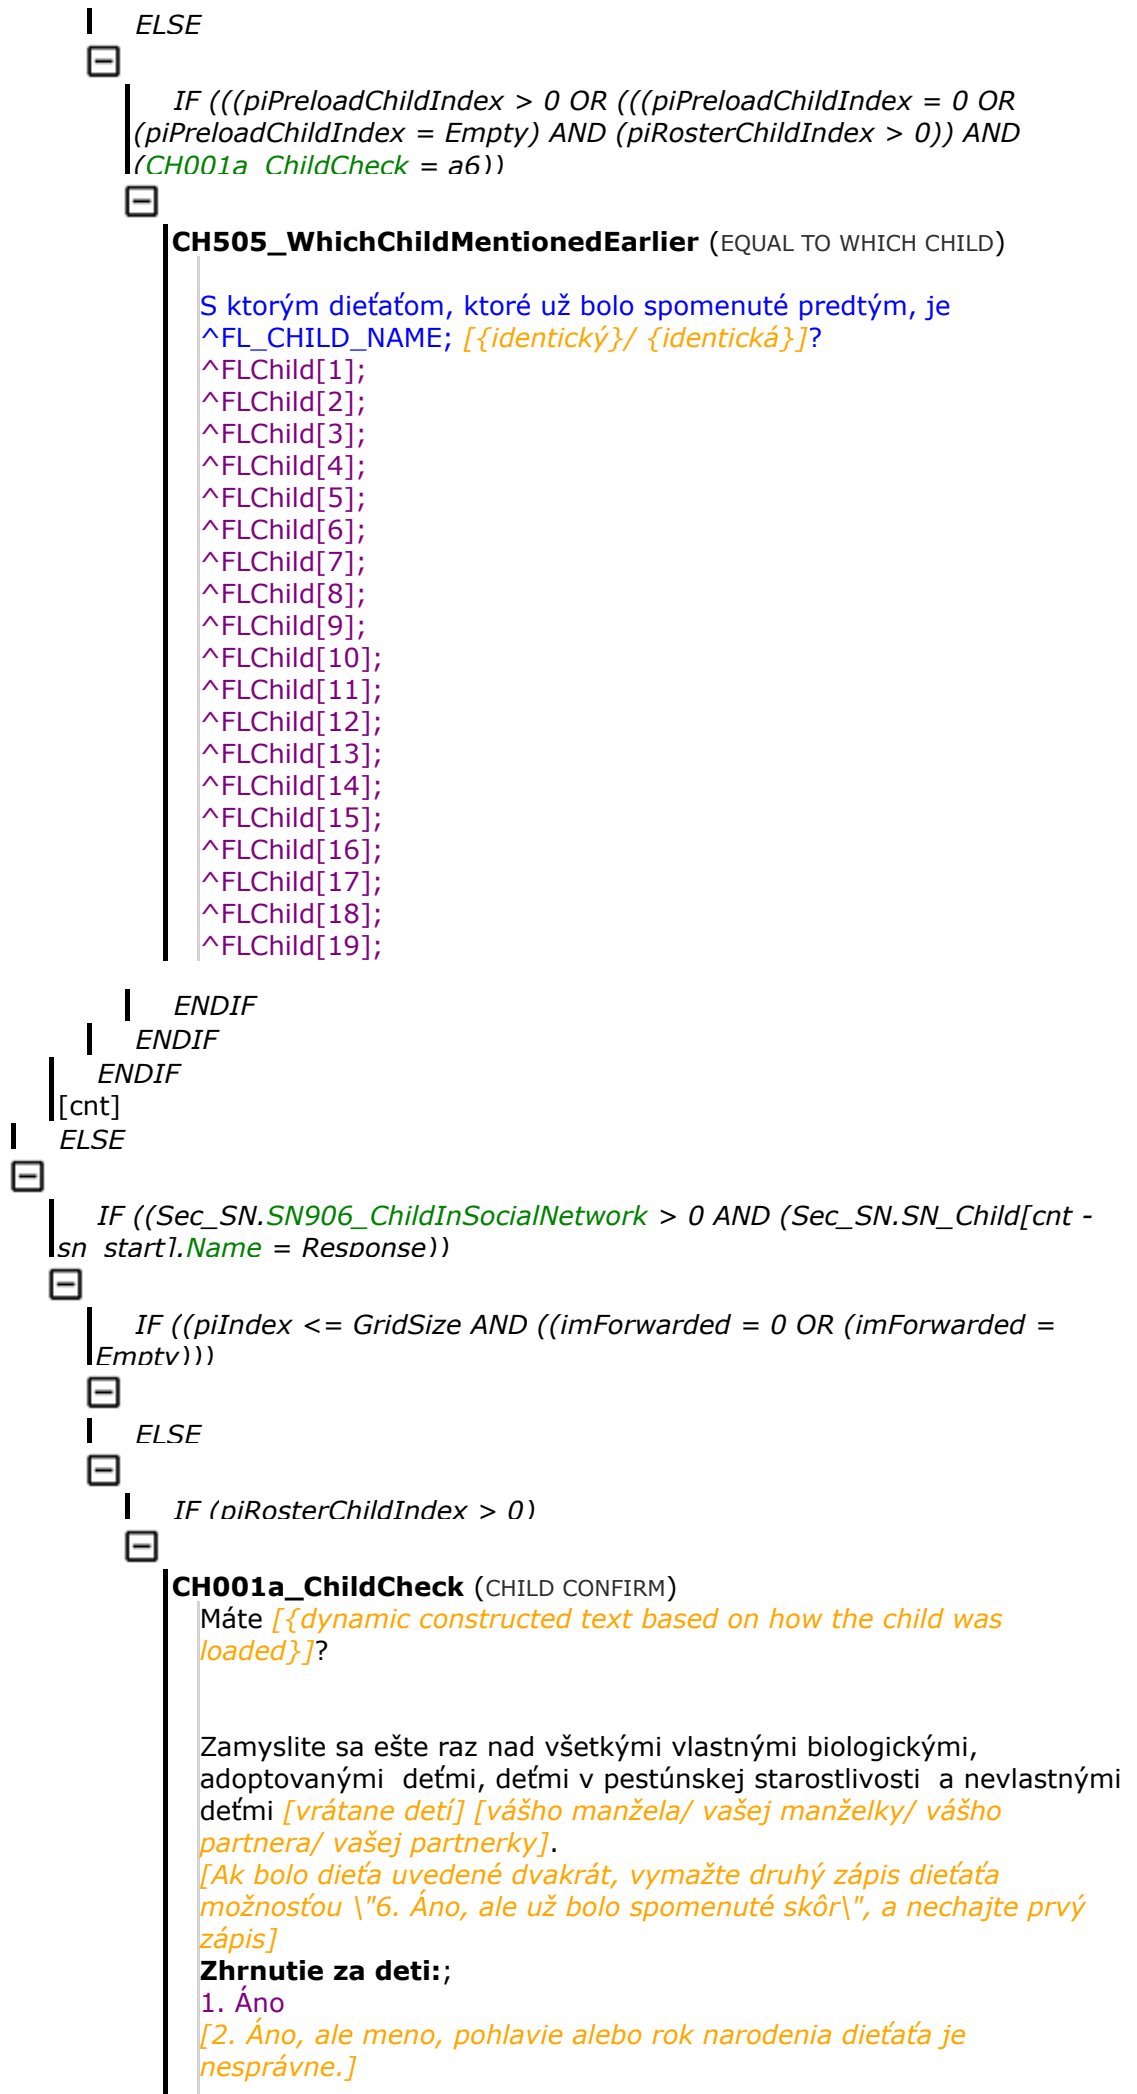 ELSE
IF (((piPreloadChildIndex > 0 OR (((piPreloadChildIndex = 0 OR
(piPreloadChildIndex = Empty) AND (piRosterChildIndex > 0)) AND
(CH001a_ChildCheck = a6))
CH505_WhichChildMentionedEarlier (EQUAL TO WHICH CHILD)
S ktorým dieťaťom, ktoré už bolo spomenuté predtým, je
^FL_CHILD_NAME; [{identický}/ {identická}]?
^FLChild[1];
^FLChild[2];
^FLChild[3];
^FLChild[4];
^FLChild[5];
^FLChild[6];
^FLChild[7];
^FLChild[8];
^FLChild[9];
^FLChild[10];
^FLChild[11];
^FLChild[12];
^FLChild[13];
^FLChild[14];
^FLChild[15];
^FLChild[16];
^FLChild[17];
^FLChild[18];
^FLChild[19];
ENDIF
ENDIF
ENDIF
[cnt]
ELSE
IF ((Sec_SN.SN906_ChildInSocialNetwork > 0 AND (Sec_SN.SN_Child[cnt -
sn_start].Name = Response))
IF ((piIndex <= GridSize AND ((imForwarded = 0 OR (imForwarded =
Empty)))
ELSE
IF (piRosterChildIndex > 0)
CH001a_ChildCheck (CHILD CONFIRM)
Máte [{dynamic constructed text based on how the child was
loaded}]?
Zamyslite sa ešte raz nad všetkými vlastnými biologickými,
adoptovanými  deťmi, deťmi v pestúnskej starostlivosti  a nevlastnými
deťmi [vrátane detí] [vášho manžela/ vašej manželky/ vášho
partnera/ vašej partnerky].
[Ak bolo dieťa uvedené dvakrát, vymažte druhý zápis dieťaťa
možnosťou \"6. Áno, ale už bolo spomenuté skôr\", a nechajte prvý
zápis]
Zhrnutie za deti:;
1. Áno
[2. Áno, ale meno, pohlavie alebo rok narodenia dieťaťa je
nesprávne.]